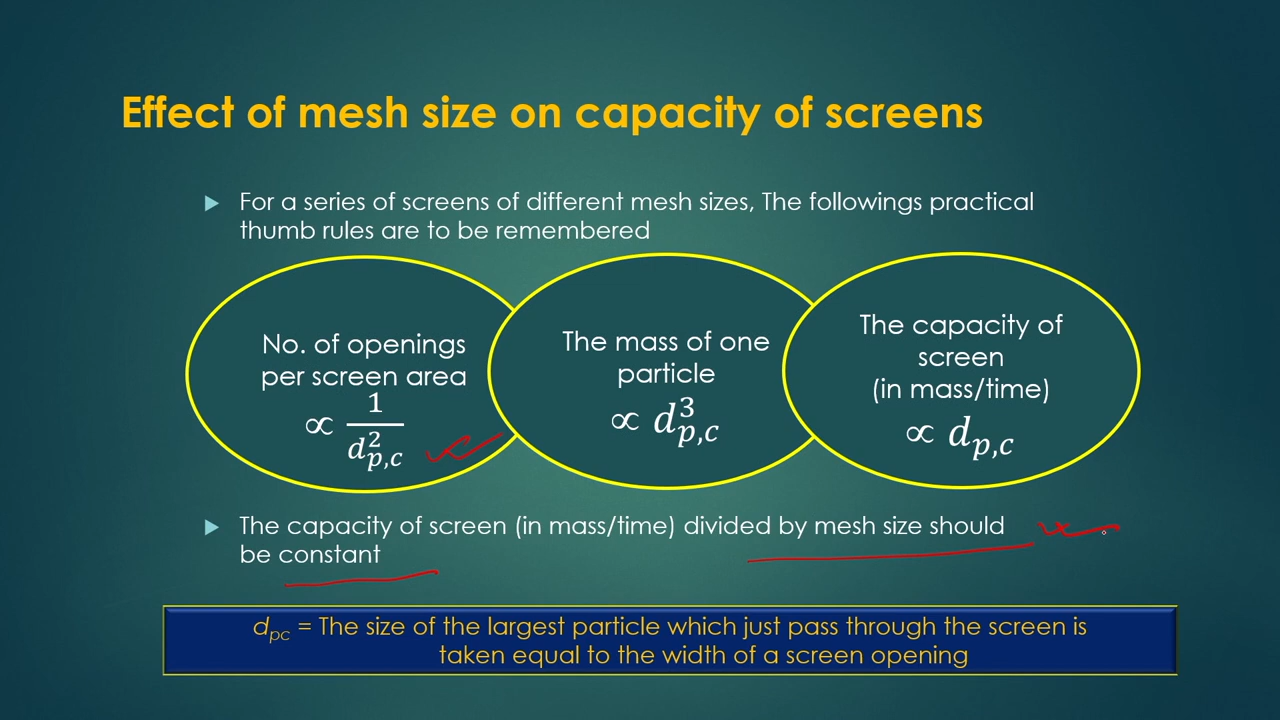 Effect of mesh size on capacity of screens
For a series of screens of different mesh sizes, The followings practical
thumb rules are to be remembered
No. of openings
per screen area
∝ 1/d²p,c
The mass of one
particle
∝ d³p,c
The capacity of
screen
(in mass/time)
∝ dp,c
The capacity of screen (in mass/time) divided by mesh size should
be constant
dpc = The size of the largest particle which just pass through the screen is
taken equal to the width of a screen opening